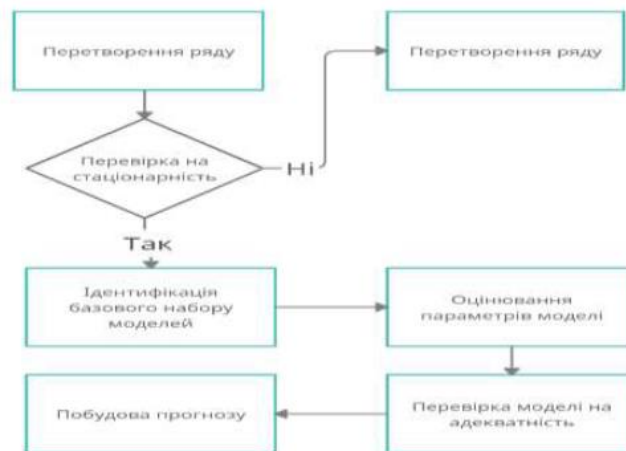 Перетворення ряду
Перетворення ряду
Перевірка на
стаціонарність
Ні
Так
Ідентифікація
базового набору
моделей
Оцінювання
параметрів моделі
Перевірка моделі на
адекватність
Побудова прогнозу